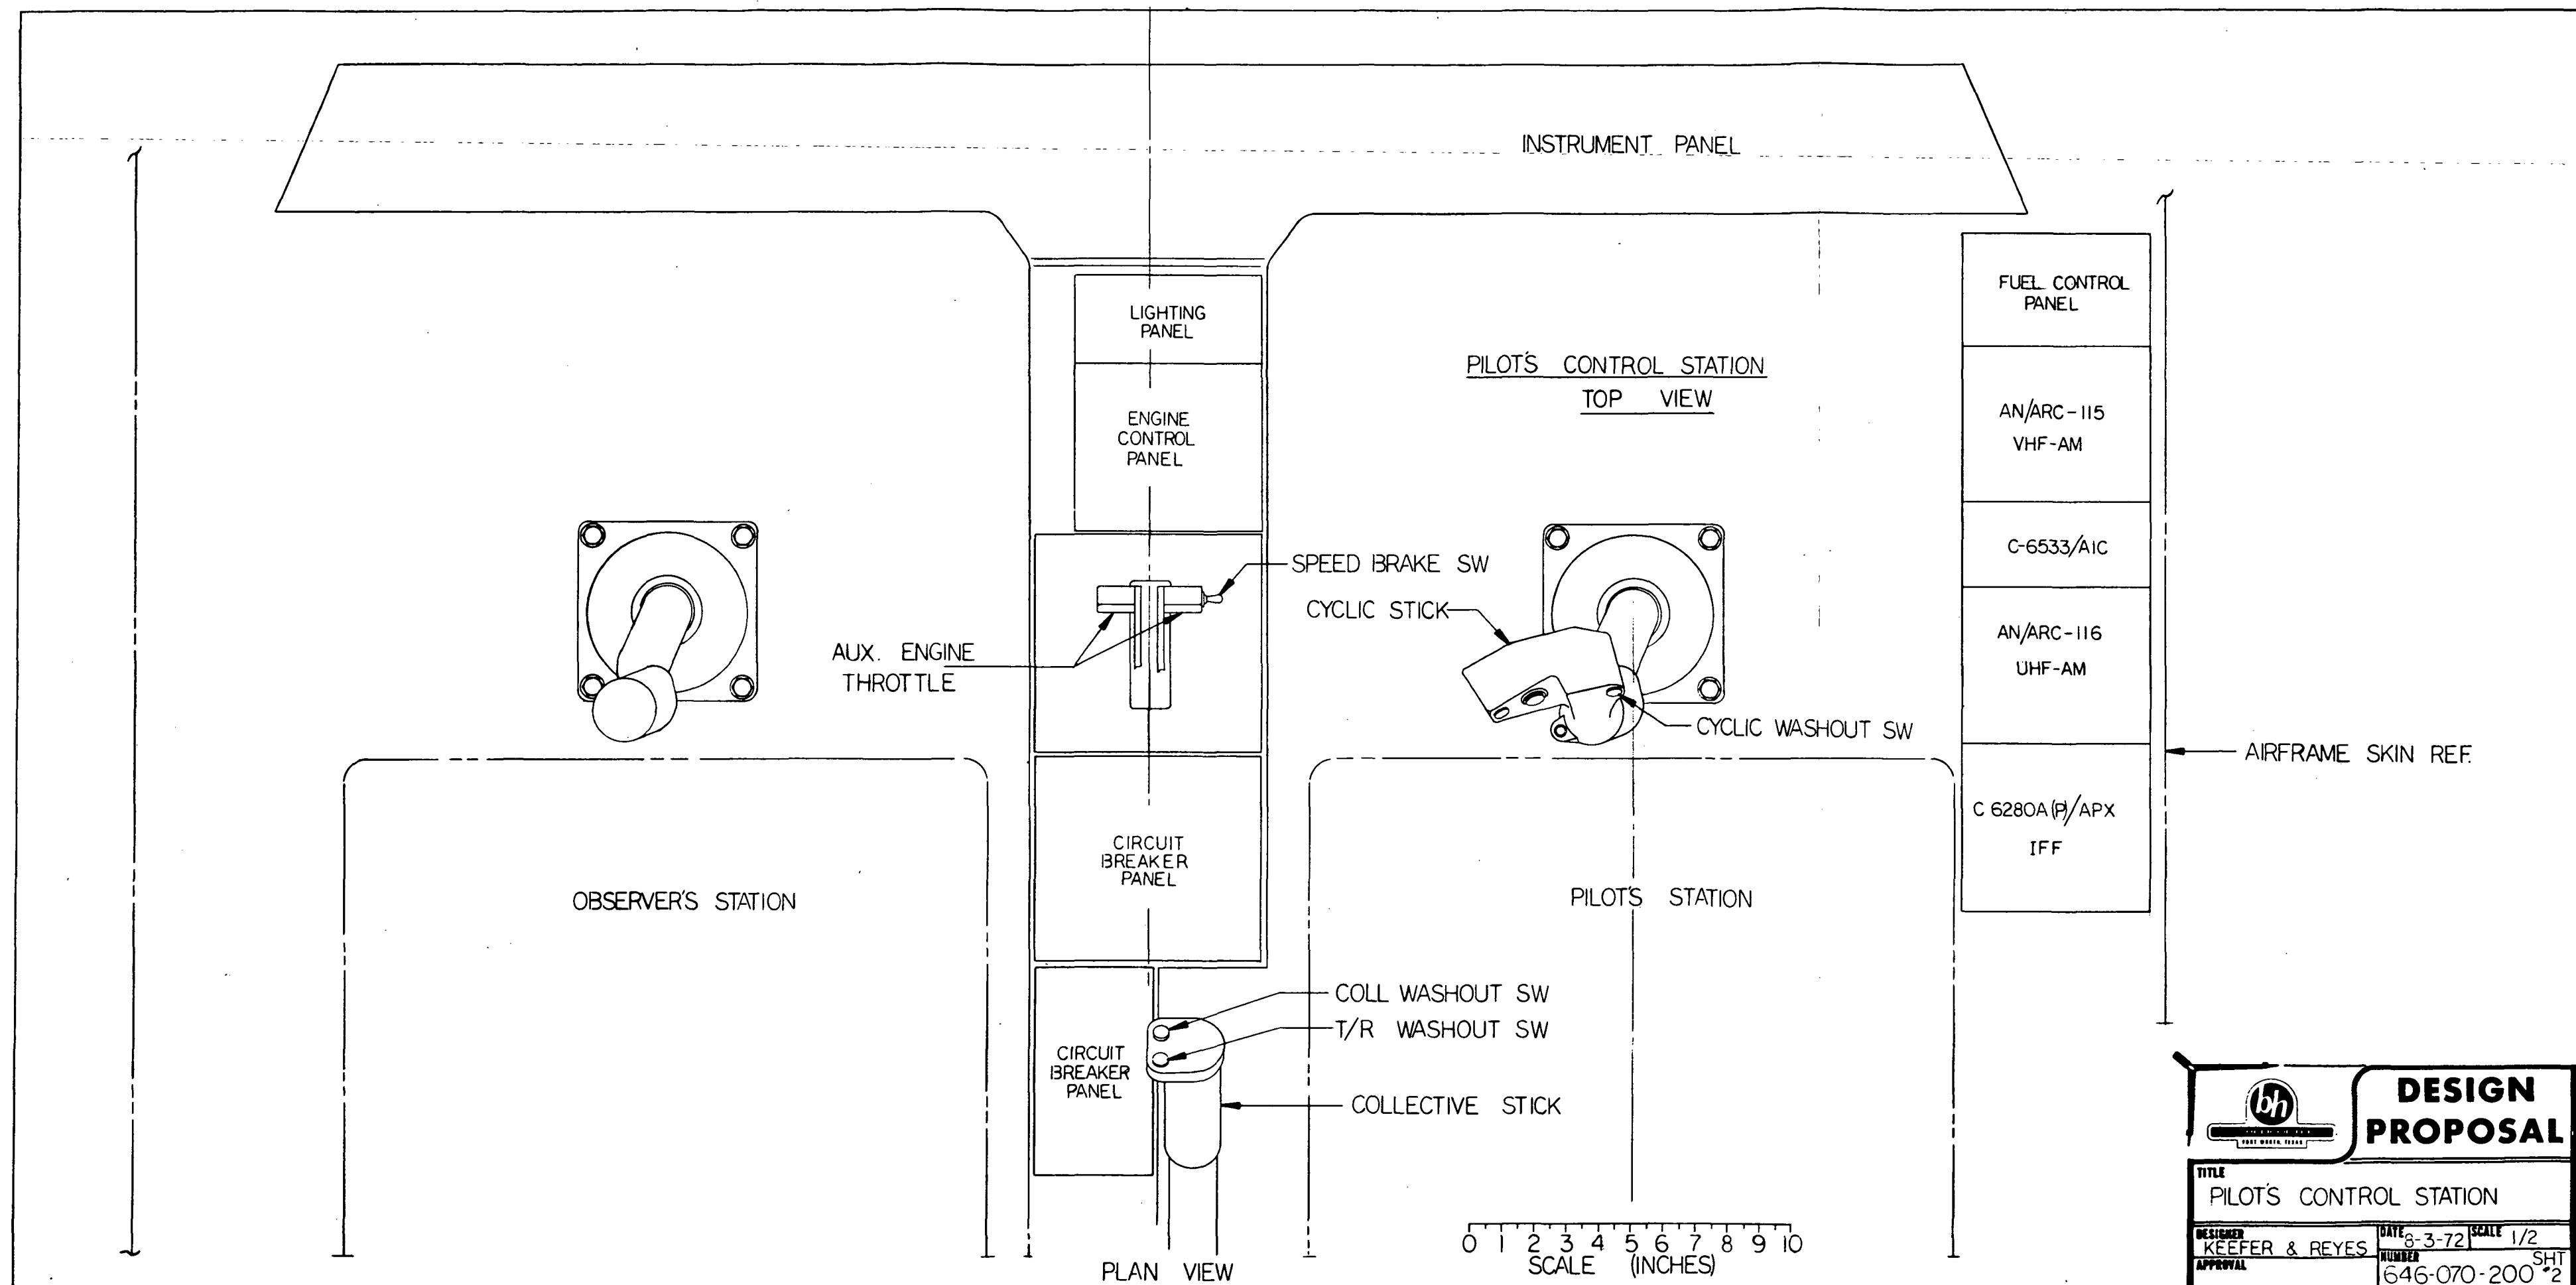 INSTRUMENT PANEL
LIGHTING
PANEL
ENGINE
CONTROL
PANEL
PILOT'S CONTROL STATION
TOP VIEW
FUEL CONTROL
PANEL
AN/ARC-115
VHF-AM
C-6533/AIC
AN/ARC-116
UHF-AM
C 6280A(P)/APX
IFF
SPEED BRAKE SW
CYCLIC STICK
AUX. ENGINE
THROTTLE
CYCLIC WASHOUT SW
AIRFRAME SKIN REF.
CIRCUIT
BREAKER
PANEL
OBSERVER'S STATION
PILOT'S STATION
COLL WASHOUT SW
T/R WASHOUT SW
CIRCUIT
BREAKER
PANEL
COLLECTIVE STICK
0 1 2 3 4 5 6 7 8 9 10
SCALE (INCHES)
PLAN VIEW
bh
FORT WORTH, TEXAS
DESIGN
PROPOSAL
TITLE
PILOT'S CONTROL STATION
DESIGNER
KEEFER & REYES
DATE 8-3-72
SCALE 1/2
APPROVAL
NUMBER
646-070-200 SHT #2